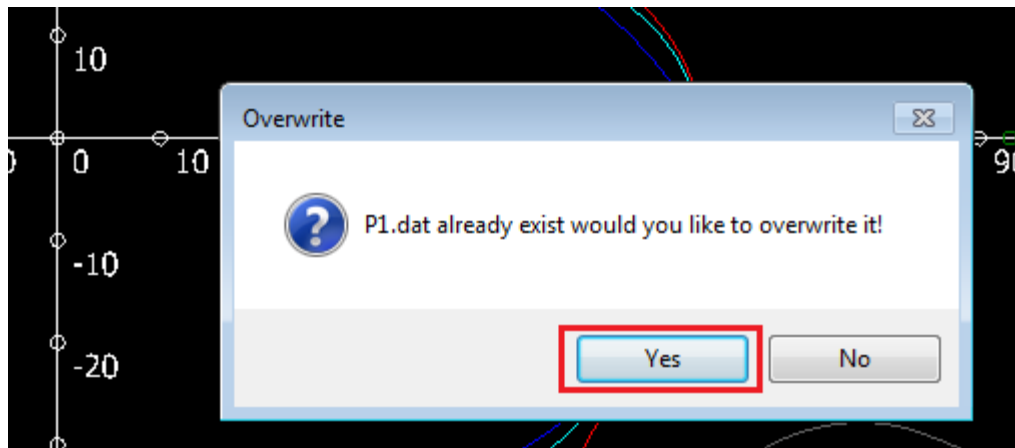 10
Overwrite
0
10
P1.dat already exist would you like to overwrite it!
-10
Yes
No
-20